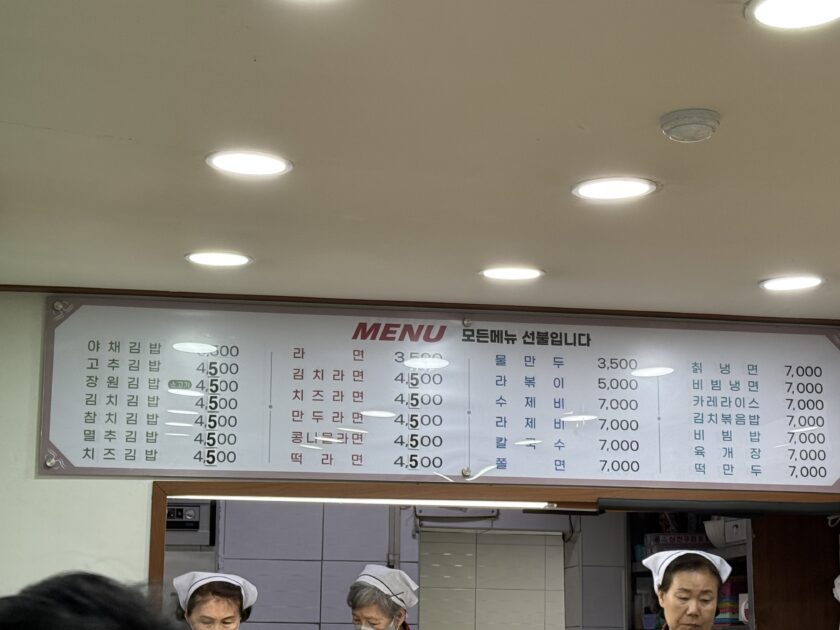 MENU 모든메뉴 선불입니다
야채김밥
고추김밥 4,500
장원김밥 4,500
김치김밥 4,500
참치김밥 4,500
멸추김밥 4,500
치즈김밥 4,500
라면 3,500
김치라면 4,500
치즈라면 4,500
만두라면 4,500
콩나물라면 4,500
떡라면 4,500
물만두 3,500
라볶이 5,000
수제비 7,000
라제비 7,000
칼국수 7,000
쫄면 7,000
칡냉면 7,000
비빔냉면 7,000
카레라이스 7,000
김치볶음밥 7,000
비빔밥 7,000
육개장 7,000
떡만두 7,000